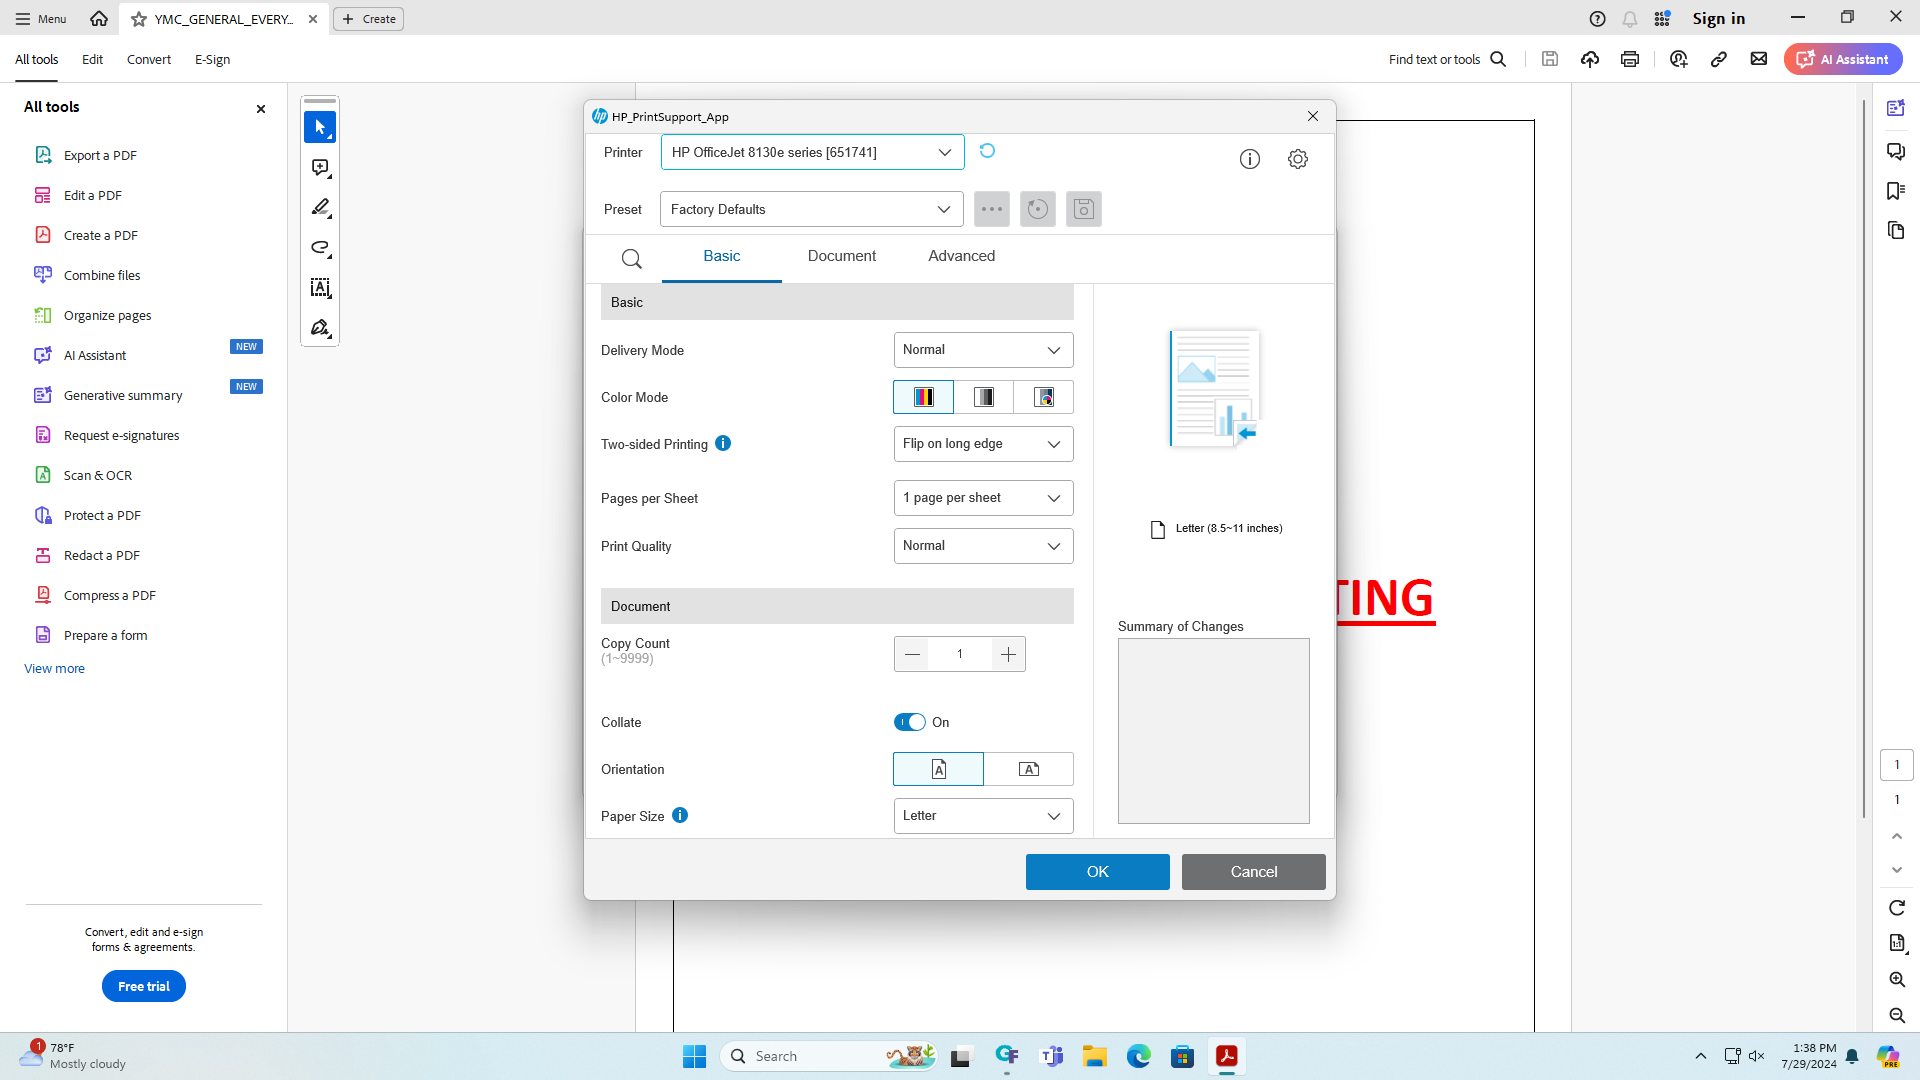 Menu
YMC_GENERAL_EVERY...
Create
Sign in
All tools
Edit
Convert
E-Sign
Find text or tools
AI Assistant
All tools
Export a PDF
Edit a PDF
Create a PDF
Combine files
Organize pages
AI Assistant
NEW
Generative summary
NEW
Request e-signatures
Scan & OCR
Protect a PDF
Redact a PDF
Compress a PDF
Prepare a form
View more
Convert, edit and e-sign
forms & agreements.
Free trial
HP_PrintSupport_App
Printer
HP OfficeJet 8130e series [651741]
Preset
Factory Defaults
Basic
Document
Advanced
Basic
Delivery Mode
Normal
Color Mode
Two-sided Printing
Flip on long edge
Pages per Sheet
1 page per sheet
Print Quality
Normal
Document
Copy Count
(1~9999)
1
Collate
On
Orientation
Paper Size
Letter
Letter (8.5~11 inches)
Summary of Changes
OK
Cancel
TING
1
1
1
78°F
Mostly cloudy
Search
1:38 PM
7/29/2024
PRE